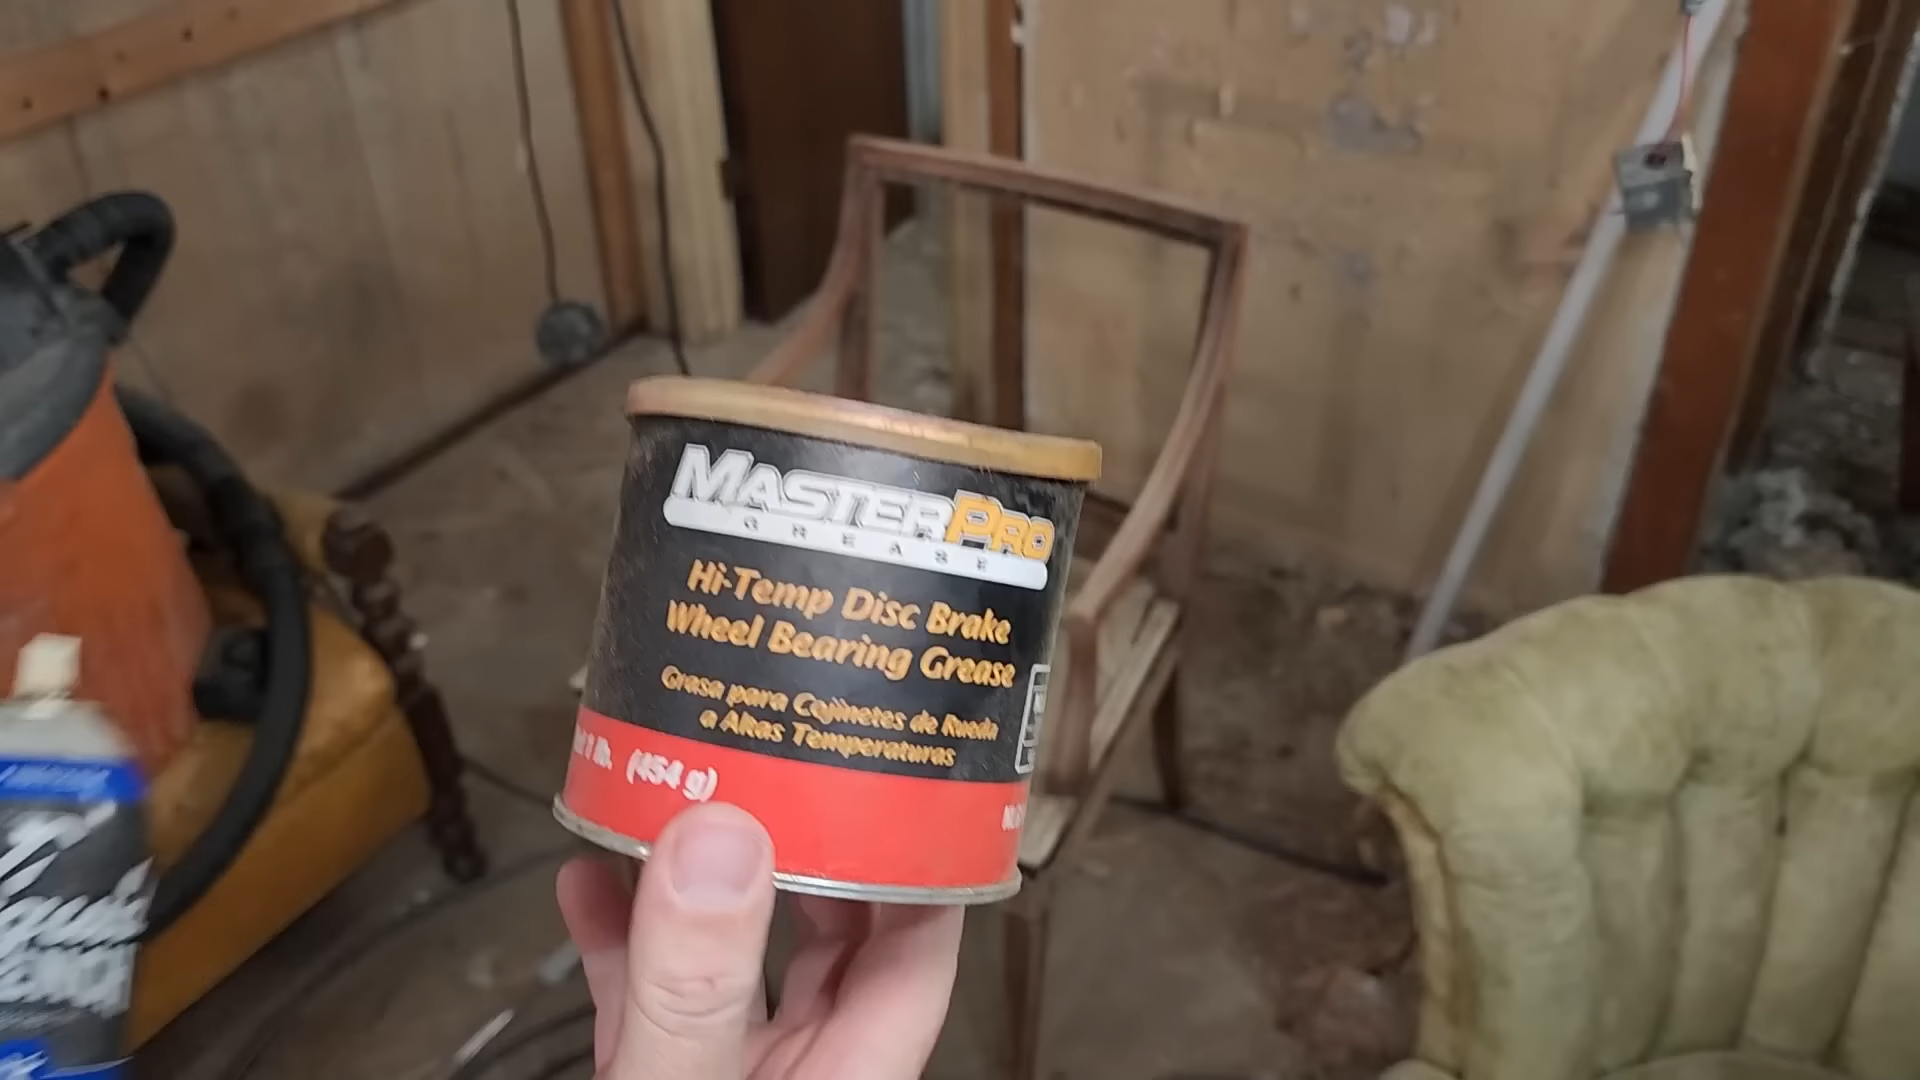 MASTERPRO
GREASE
Hi-Temp Disc Brake
Wheel Bearing Grease
Grasa para Cojinetes de Rueda
a Altas Temperaturas
1 lb. (454 g)